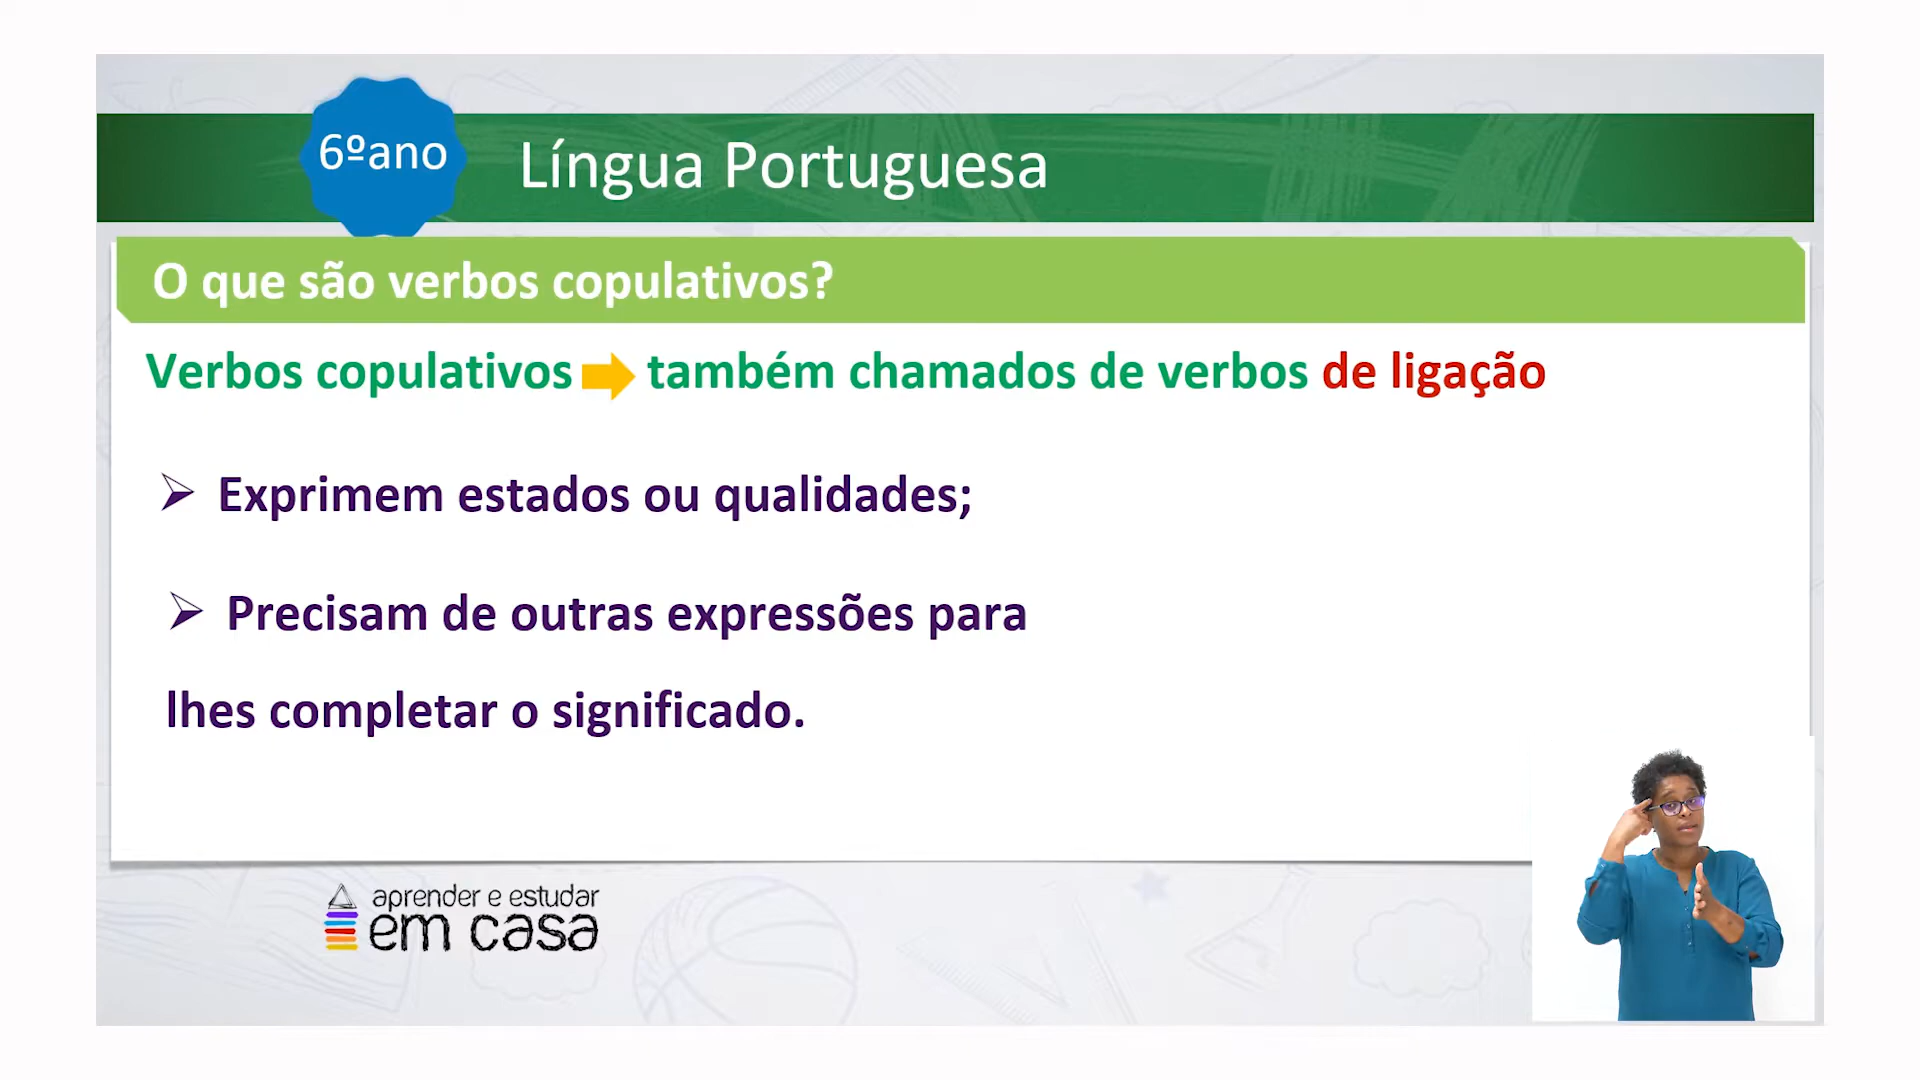 6ºano
Língua Portuguesa
O que são verbos copulativos?
Verbos copulativos também chamados de verbos de ligação
Exprimem estados ou qualidades;
Precisam de outras expressões para
lhes completar o significado.
aprender e estudar
em casa